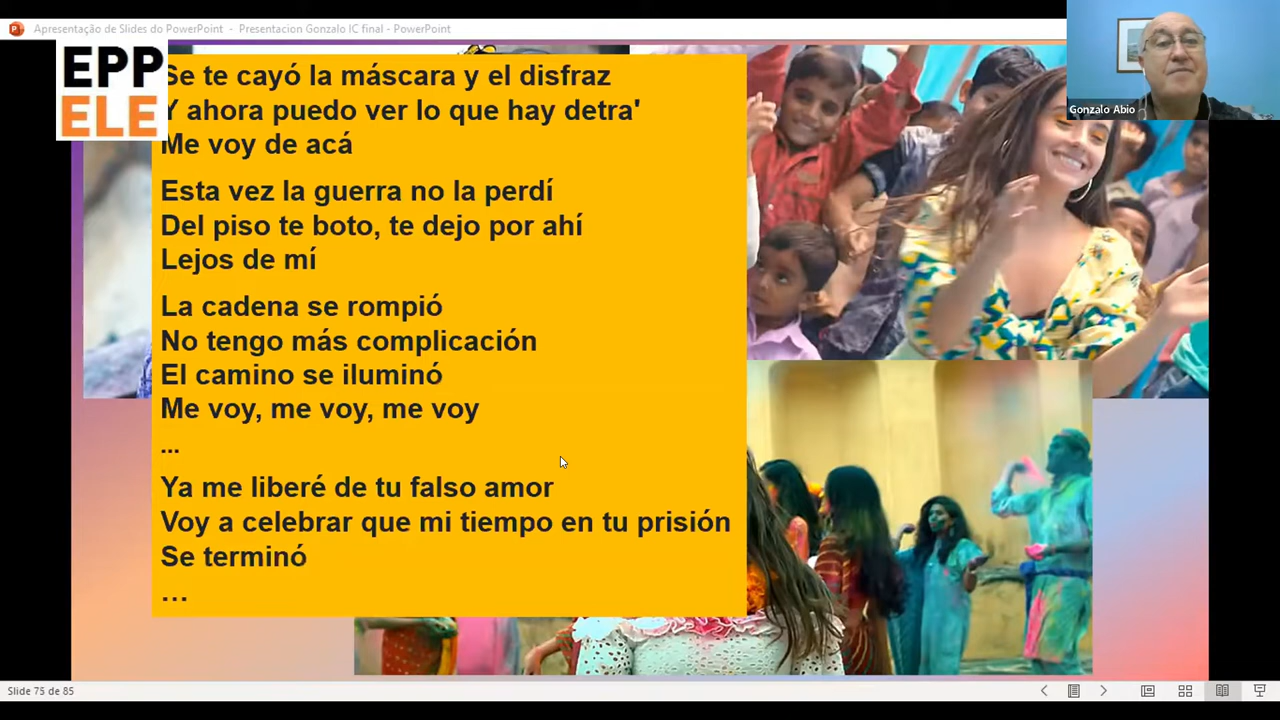 Apresentação de Slides do PowerPoint - Presentacion Gonzalo IC final - PowerPoint
EPP
ELE
Gonzalo Abio
Se te cayó la máscara y el disfraz
Y ahora puedo ver lo que hay detra'
Me voy de acá
Esta vez la guerra no la perdí
Del piso te boto, te dejo por ahí
Lejos de mí
La cadena se rompió
No tengo más complicación
El camino se iluminó
Me voy, me voy, me voy
...
Ya me liberé de tu falso amor
Voy a celebrar que mi tiempo en tu prisión
Se terminó
...
Slide 75 de 85